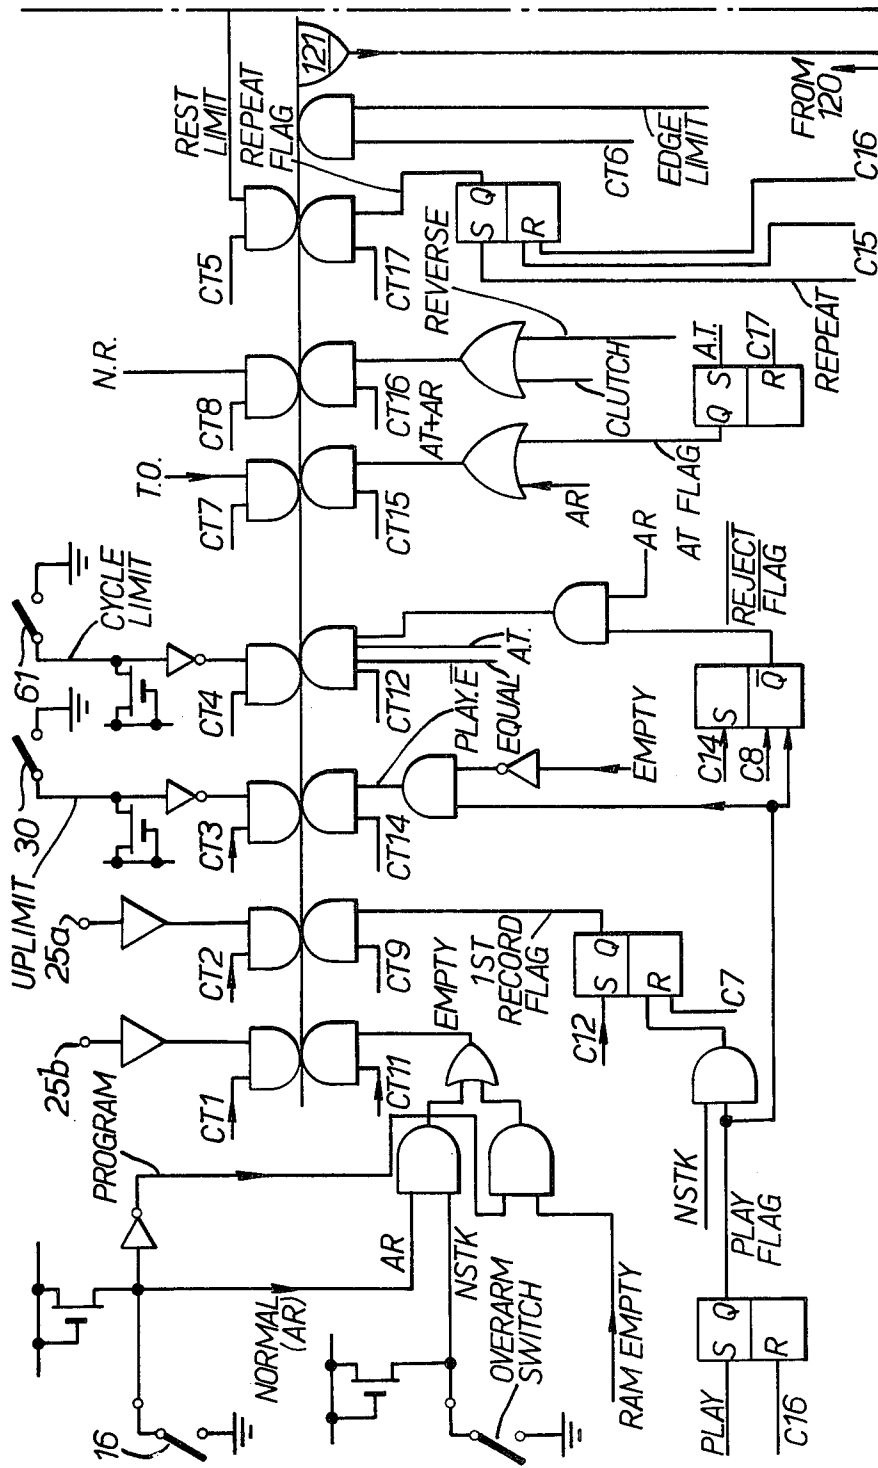 16
PROGRAM
25b
25a
UPLIMIT
30
61
CYCLE
LIMIT
T.O.
N.R.
REST
LIMIT
REPEAT
FLAG
121
CT1
CT2
CT3
CT4
CT7
CT8
CT5
CT11
CT9
CT14
CT12
CT15
CT16
CT17
CT6
NORMAL
(AR)
AR
NSTK
OVERARM
SWITCH
RAM EMPTY
EMPTY
1ST
RECORD
FLAG
PLAY.E̅
EQUAL
A̅.T̅.
EMPTY
AT+AR
AR
AT FLAG
CLUTCH
REVERSE
S Q
R
EDGE
LIMIT
FROM
120
C12
S Q
R
C7
C14
S
C8
Q̅
R̅E̅J̅E̅C̅T̅
FLAG
AR
Q S
R
A.T.
C17
REPEAT
C15
C16
PLAY
C16
S Q
R
PLAY
FLAG
NSTK